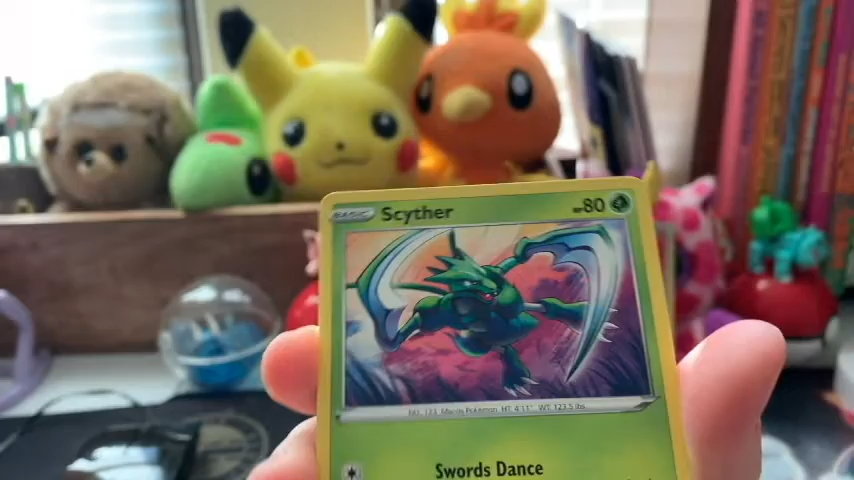 BASIC Scyther HP80
NO. 123 Mantis Pokémon HT: 4'11" WT: 123.5 lbs.
Swords Dance